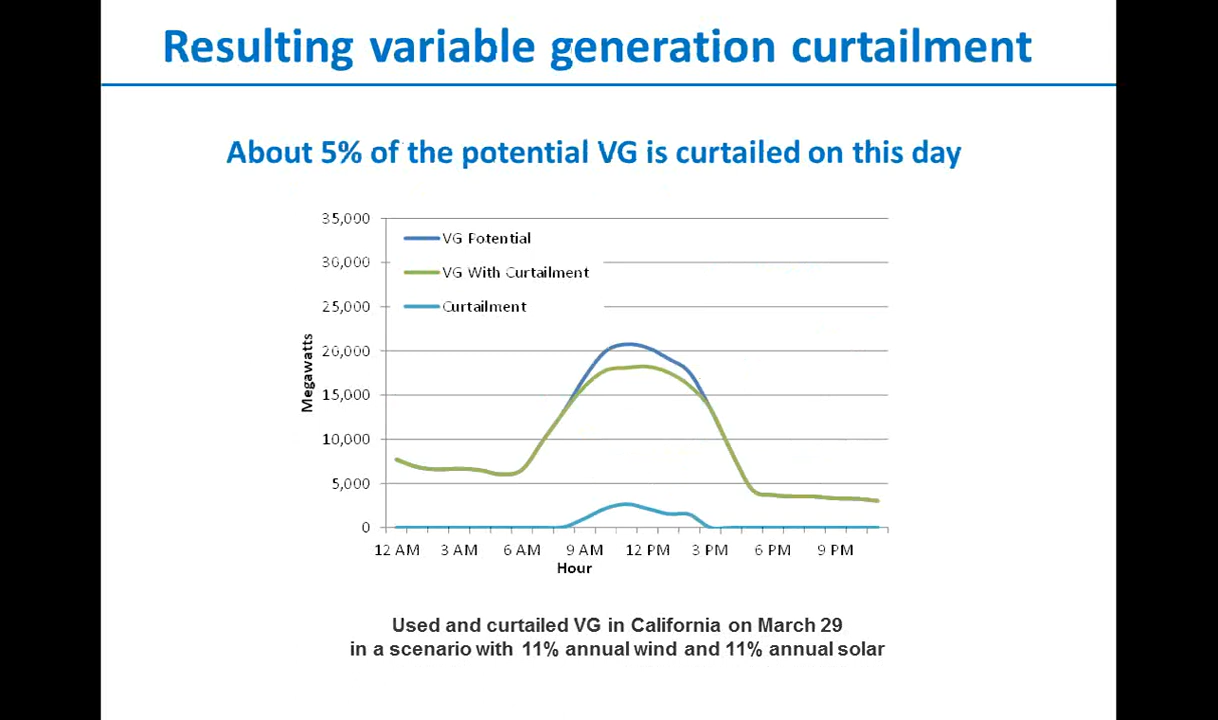 Resulting variable generation curtailment
About 5% of the potential VG is curtailed on this day
35,000
30,000
25,000
20,000
15,000
10,000
5,000
0
Megawatts
VG Potential
VG With Curtailment
Curtailment
12 AM 3 AM 6 AM 9 AM 12 PM 3 PM 6 PM 9 PM
Hour
Used and curtailed VG in California on March 29
in a scenario with 11% annual wind and 11% annual solar